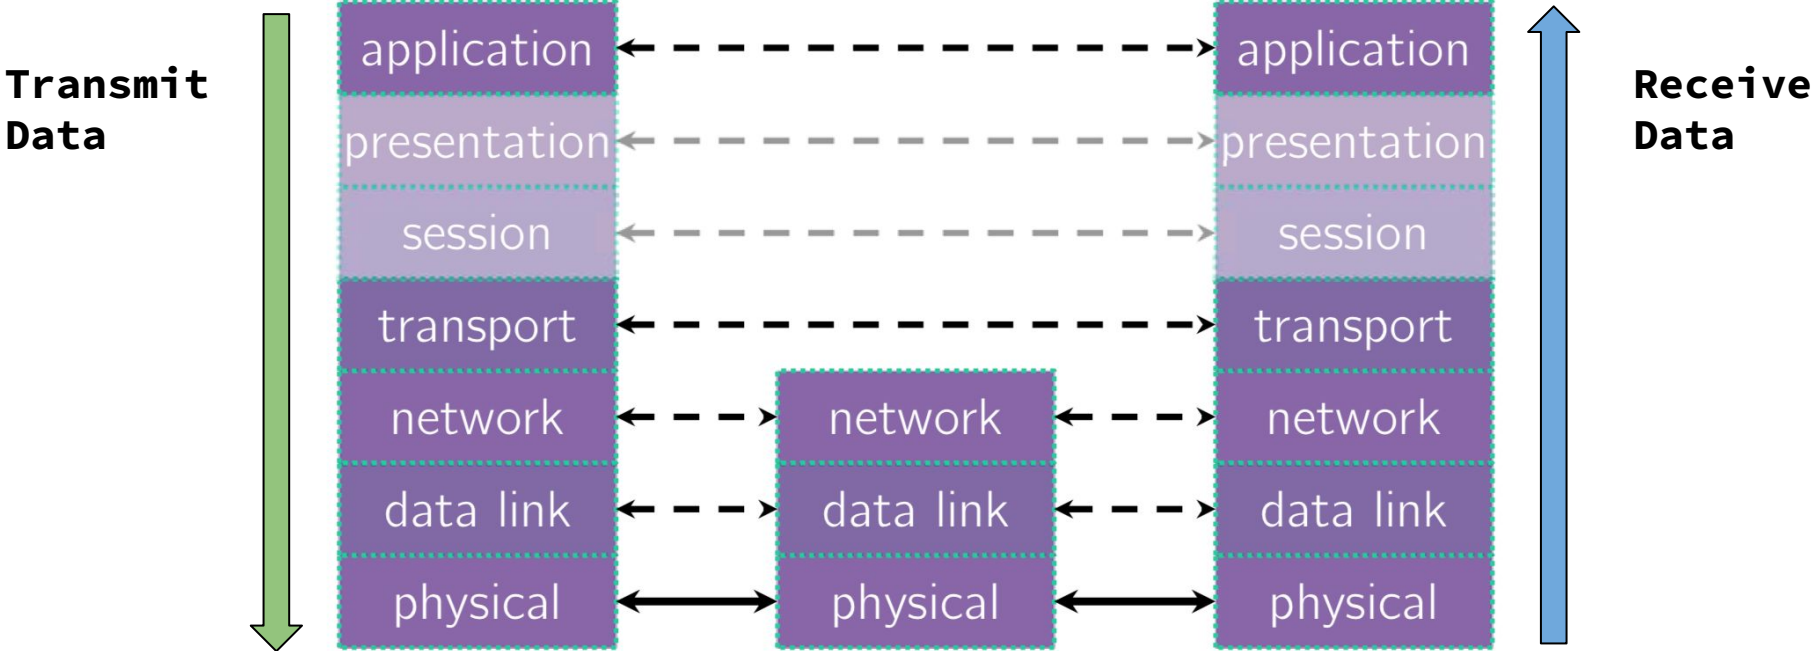 Transmit
Data
application
presentation
session
transport
network
data link
physical
network
data link
physical
application
presentation
session
transport
network
data link
physical
Receive
Data